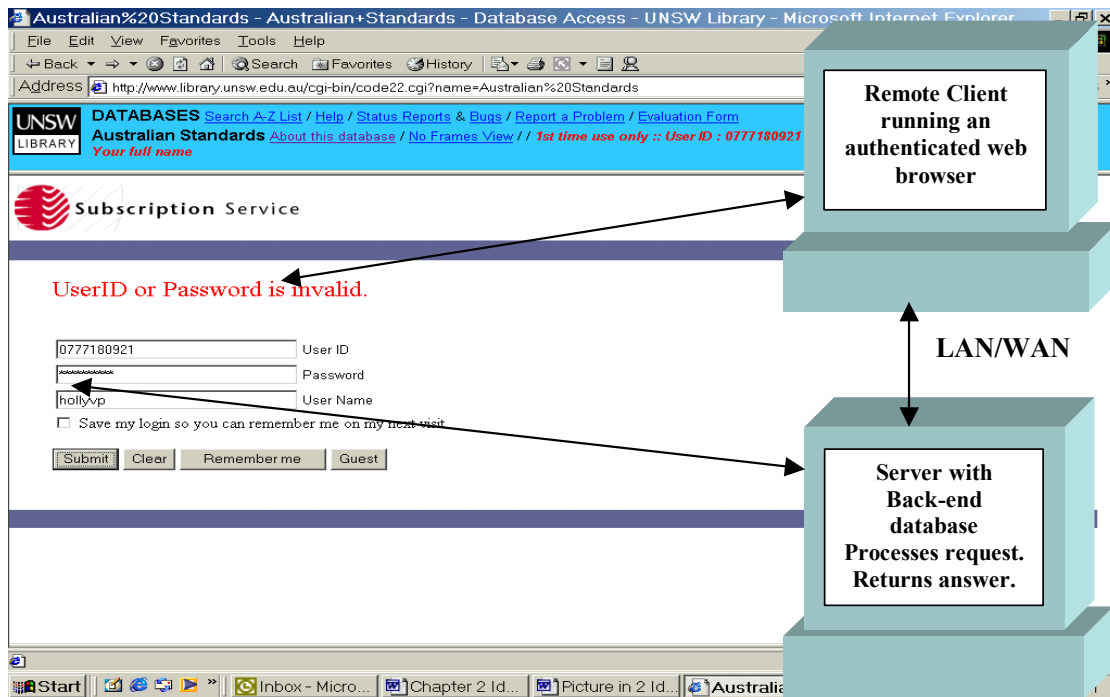 Australian%20Standards - Australian+Standards - Database Access - UNSW Library - Microsoft Internet Explorer
File Edit View Favorites Tools Help
Back Search Favorites History
Address http://www.library.unsw.edu.au/cgi-bin/code22.cgi?name=Australian%20Standards
UNSW
LIBRARY
DATABASES Search A-Z List / Help / Status Reports & Bugs / Report a Problem / Evaluation Form
Australian Standards About this database / No Frames View // 1st time use only :: User ID : 0777180921
Your full name
Subscription Service
UserID or Password is invalid.
0777180921 User ID
********** Password
hollyvp User Name
Save my login so you can remember me on my next visit
Submit Clear Remember me Guest
Remote Client
running an
authenticated web
browser
LAN/WAN
Server with
Back-end
database
Processes request.
Returns answer.
Start » Inbox - Micro... Chapter 2 Id... Picture in 2 Id... Australia